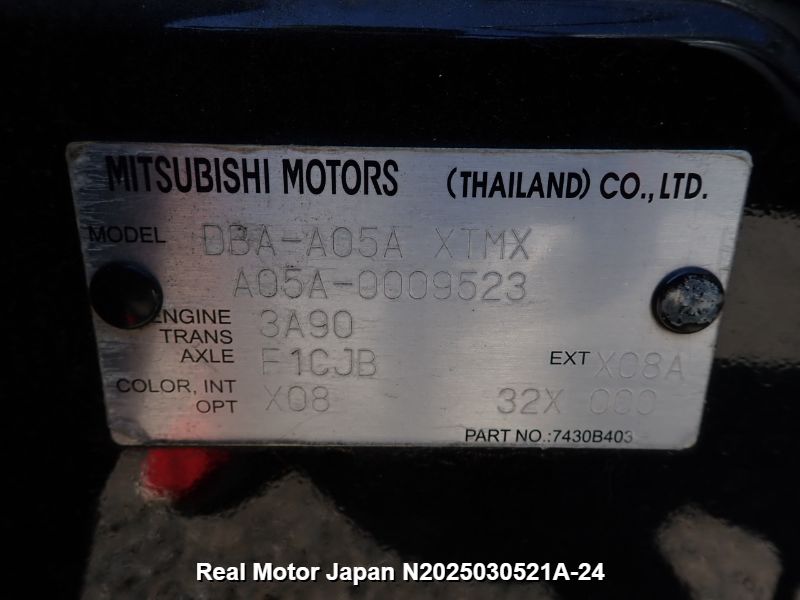 MITSUBISHI MOTORS (THAILAND) CO., LTD.
MODEL DBA-A05A XTMX
A05A-0009523
ENGINE 3A90
TRANS
AXLE F1CJB EXT X08A
COLOR, INT X08 32X 000
OPT
PART NO.:7430B403
Real Motor Japan N2025030521A-24